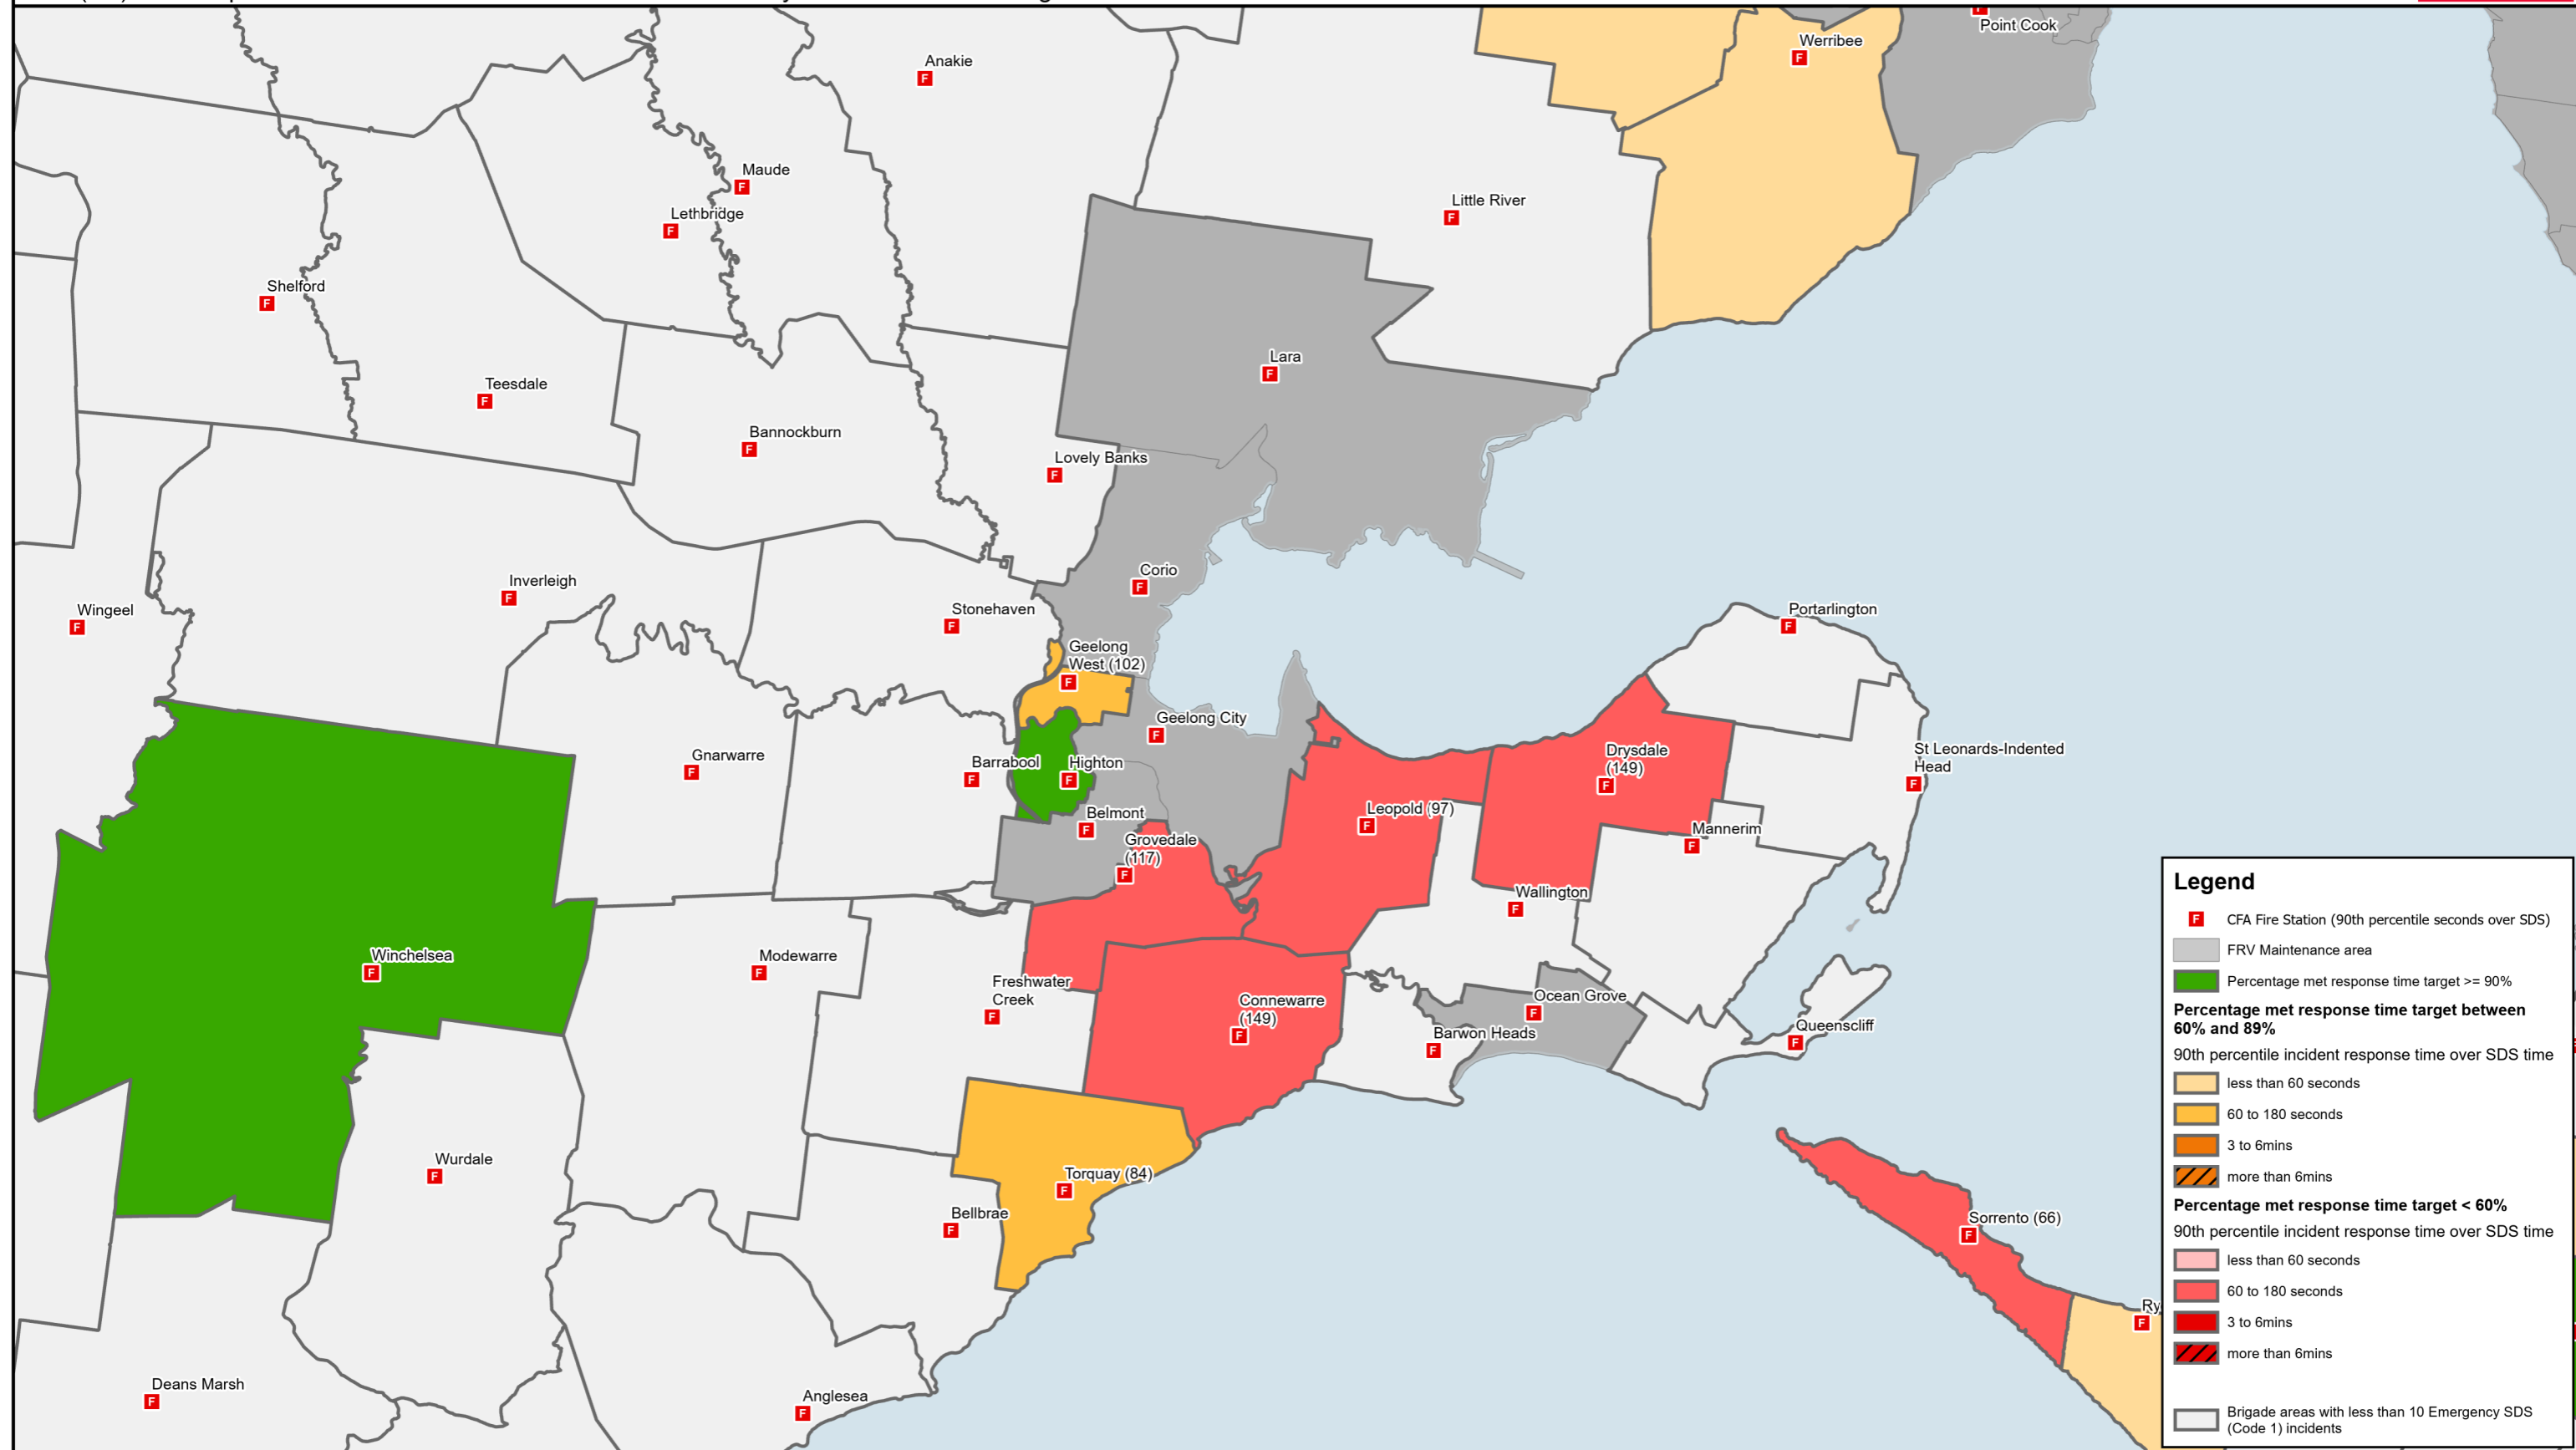 Point Cook
Werribee
F
Anakie
F
Maude
F
Lethbridge
F
Little River
F
Shelford
F
Lara
F
Teesdale
F
Bannockburn
F
Lovely Banks
F
Corio
F
Inverleigh
F
Wingeel
F
Stonehaven
F
Portarlington
F
Geelong
West (102)
F
Geelong City
F
Gnarwarre
F
Barrabool
F
Highton
F
Drysdale
(149)
F
St Leonards-Indented
Head
F
Leopold (97)
F
Belmont
F
Mannerim
F
Grovedale
(117)
F
Wallington
F
Winchelsea
F
Modewarre
F
Freshwater
Creek
F
Connewarre
(149)
F
Ocean Grove
F
Barwon Heads
F
Queenscliff
F
Wurdale
F
Torquay (84)
F
Bellbrae
F
Sorrento (66)
F
Ry
F
Deans Marsh
F
Anglesea
F
Legend
F CFA Fire Station (90th percentile seconds over SDS)
FRV Maintenance area
Percentage met response time target >= 90%
Percentage met response time target between
60% and 89%
90th percentile incident response time over SDS time
less than 60 seconds
60 to 180 seconds
3 to 6mins
more than 6mins
Percentage met response time target < 60%
90th percentile incident response time over SDS time
less than 60 seconds
60 to 180 seconds
3 to 6mins
more than 6mins
Brigade areas with less than 10 Emergency SDS
(Code 1) incidents